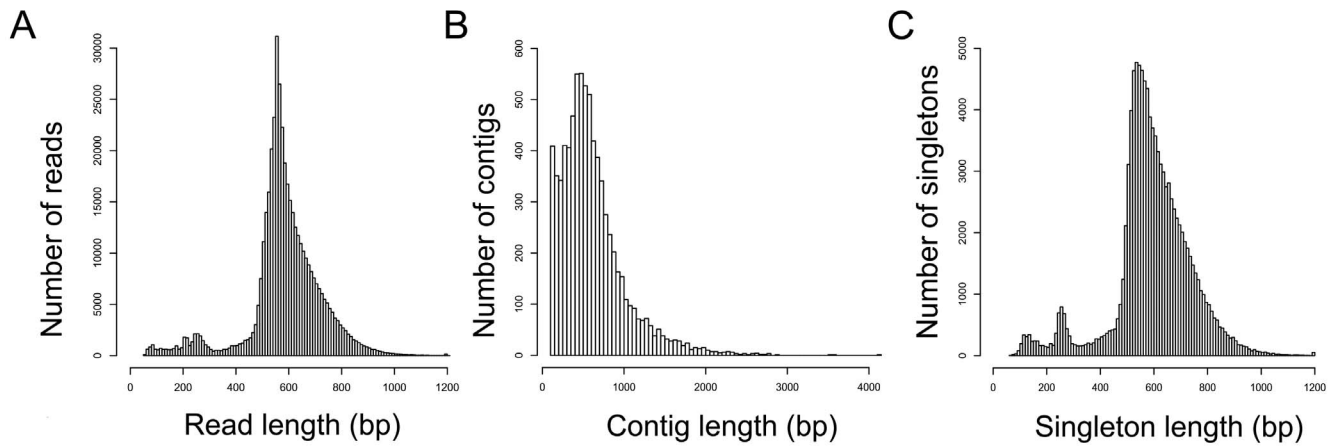 A
Number of reads
30000
25000
20000
15000
10000
5000
0
0 200 400 600 800 1000 1200
Read length (bp)
B
Number of contigs
600
500
400
300
200
100
0
0 1000 2000 3000 4000
Contig length (bp)
C
Number of singletons
5000
4000
3000
2000
1000
0
0 200 400 600 800 1000 1200
Singleton length (bp)